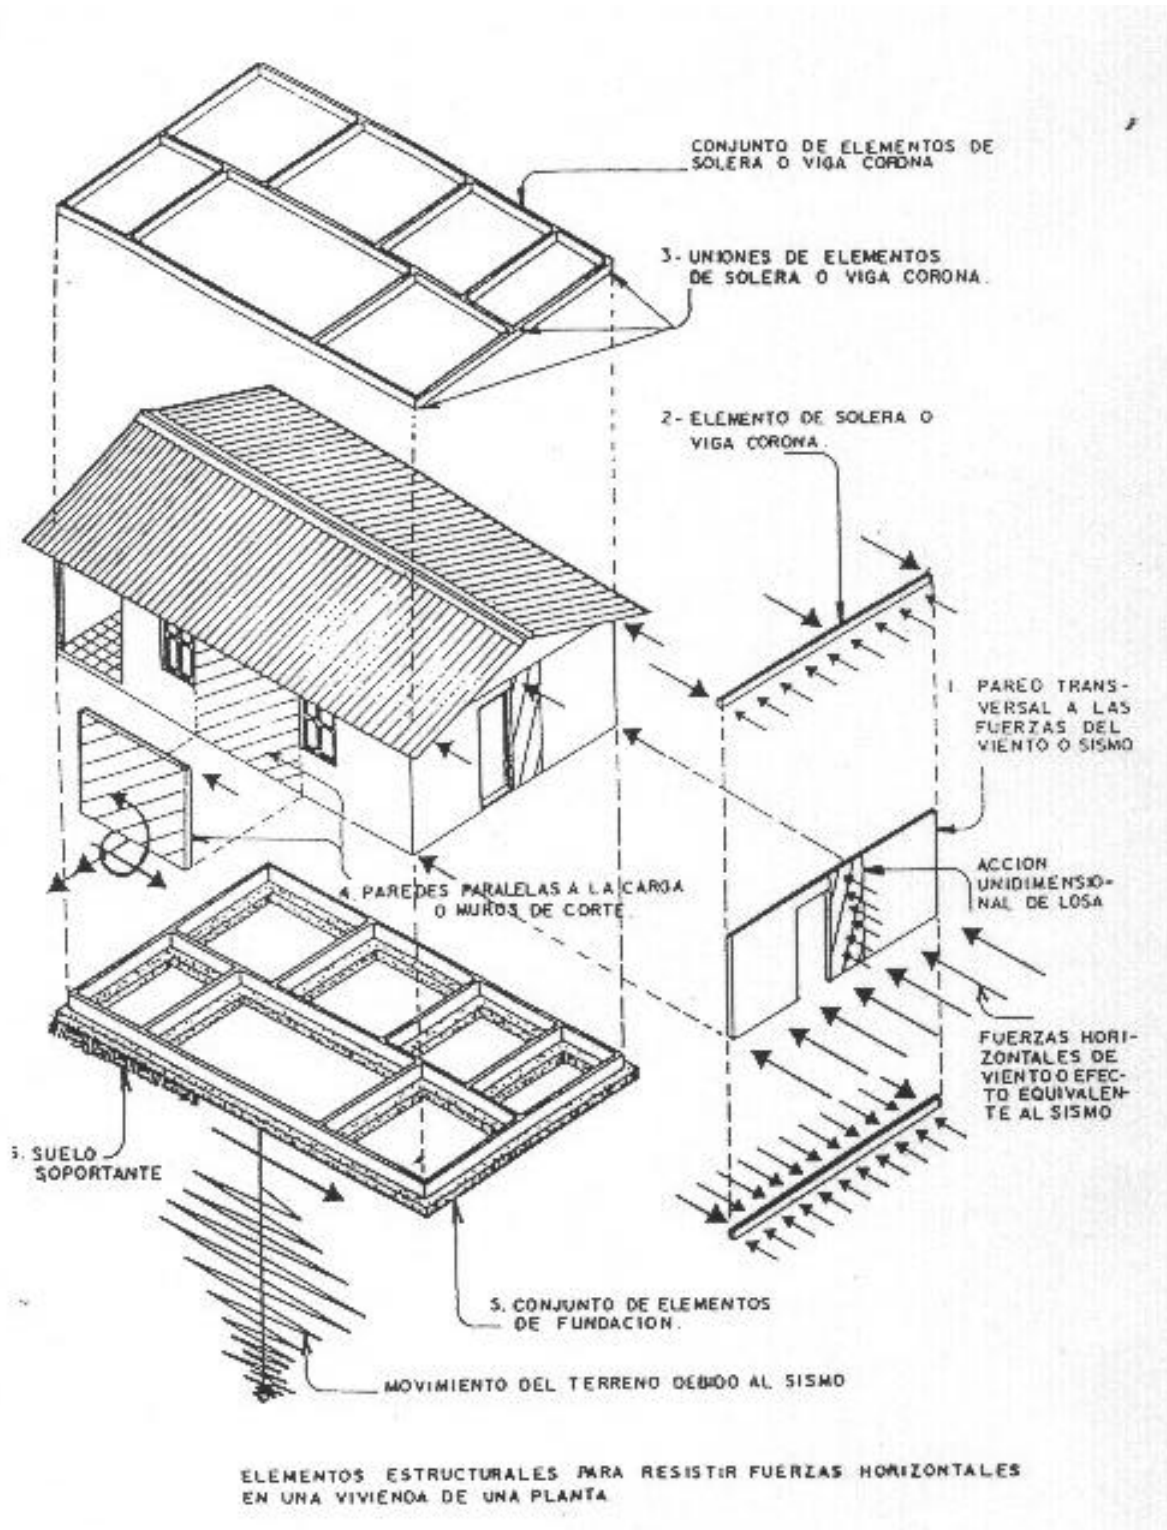 CONJUNTO DE ELEMENTOS DE
SOLERA O VIGA CORONA
3- UNIONES DE ELEMENTOS
DE SOLERA O VIGA CORONA.
2- ELEMENTO DE SOLERA O
VIGA CORONA.
1. PARED TRANS-
VERSAL A LAS
FUERZAS DEL
VIENTO O SISMO
ACCION
UNIDIMENSIO-
NAL DE LOSA
4. PAREDES PARALELAS A LA CARGA
O MUROS DE CORTE.
FUERZAS HORI-
ZONTALES DE
VIENTO O EFEC-
TO EQUIVALEN-
TE AL SISMO
SUELO
SOPORTANTE
5. CONJUNTO DE ELEMENTOS
DE FUNDACION.
MOVIMIENTO DEL TERRENO DEBIDO AL SISMO
ELEMENTOS ESTRUCTURALES PARA RESISTIR FUERZAS HORIZONTALES
EN UNA VIVIENDA DE UNA PLANTA